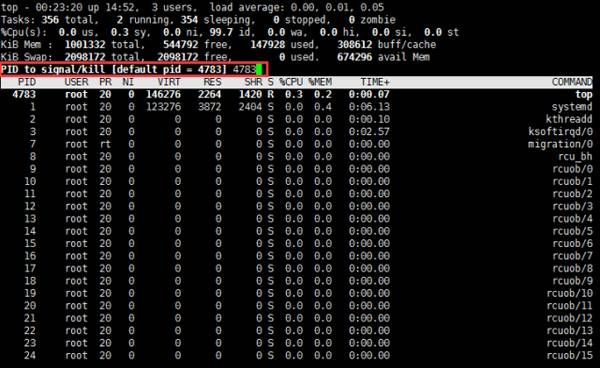 top - 00:23:20 up 14:52,  3 users,  load average: 0.00, 0.01, 0.05
Tasks: 356 total,   2 running, 354 sleeping,   0 stopped,   0 zombie
%Cpu(s):  0.0 us,  0.3 sy,  0.0 ni, 99.7 id,  0.0 wa,  0.0 hi,  0.0 si,  0.0 st
KiB Mem :  1001332 total,   544792 free,   147928 used,   308612 buff/cache
KiB Swap:  2098172 total,  2098172 free,        0 used.   674296 avail Mem
PID to signal/kill [default pid = 4783] 4783
PID USER PR NI VIRT RES SHR S %CPU %MEM TIME+ COMMAND
4783 root 20 0 146276 2264 1420 R 0.3 0.2 0:00.07 top
1 root 20 0 123276 3872 2404 S 0.0 0.4 0:06.13 systemd
2 root 20 0 0 0 0 S 0.0 0.0 0:00.10 kthreadd
3 root 20 0 0 0 0 S 0.0 0.0 0:02.57 ksoftirqd/0
7 root rt 0 0 0 0 S 0.0 0.0 0:00.00 migration/0
8 root 20 0 0 0 0 S 0.0 0.0 0:00.00 rcu_bh
9 root 20 0 0 0 0 S 0.0 0.0 0:00.00 rcuob/0
10 root 20 0 0 0 0 S 0.0 0.0 0:00.00 rcuob/1
11 root 20 0 0 0 0 S 0.0 0.0 0:00.00 rcuob/2
12 root 20 0 0 0 0 S 0.0 0.0 0:00.00 rcuob/3
13 root 20 0 0 0 0 S 0.0 0.0 0:00.00 rcuob/4
14 root 20 0 0 0 0 S 0.0 0.0 0:00.00 rcuob/5
15 root 20 0 0 0 0 S 0.0 0.0 0:00.00 rcuob/6
16 root 20 0 0 0 0 S 0.0 0.0 0:00.00 rcuob/7
17 root 20 0 0 0 0 S 0.0 0.0 0:00.00 rcuob/8
18 root 20 0 0 0 0 S 0.0 0.0 0:00.00 rcuob/9
19 root 20 0 0 0 0 S 0.0 0.0 0:00.00 rcuob/10
20 root 20 0 0 0 0 S 0.0 0.0 0:00.00 rcuob/11
21 root 20 0 0 0 0 S 0.0 0.0 0:00.00 rcuob/12
22 root 20 0 0 0 0 S 0.0 0.0 0:00.00 rcuob/13
23 root 20 0 0 0 0 S 0.0 0.0 0:00.00 rcuob/14
24 root 20 0 0 0 0 S 0.0 0.0 0:00.00 rcuob/15